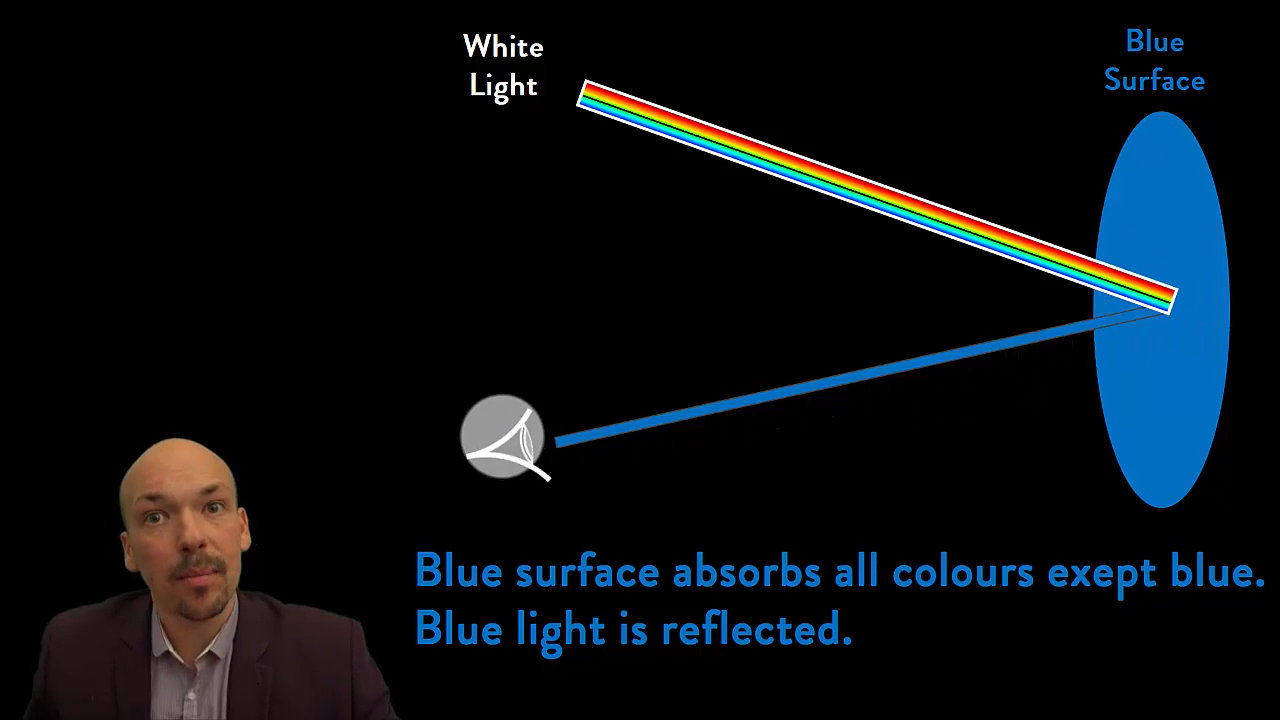 White
Light
Blue
Surface
Blue surface absorbs all colours exept blue.
Blue light is reflected.